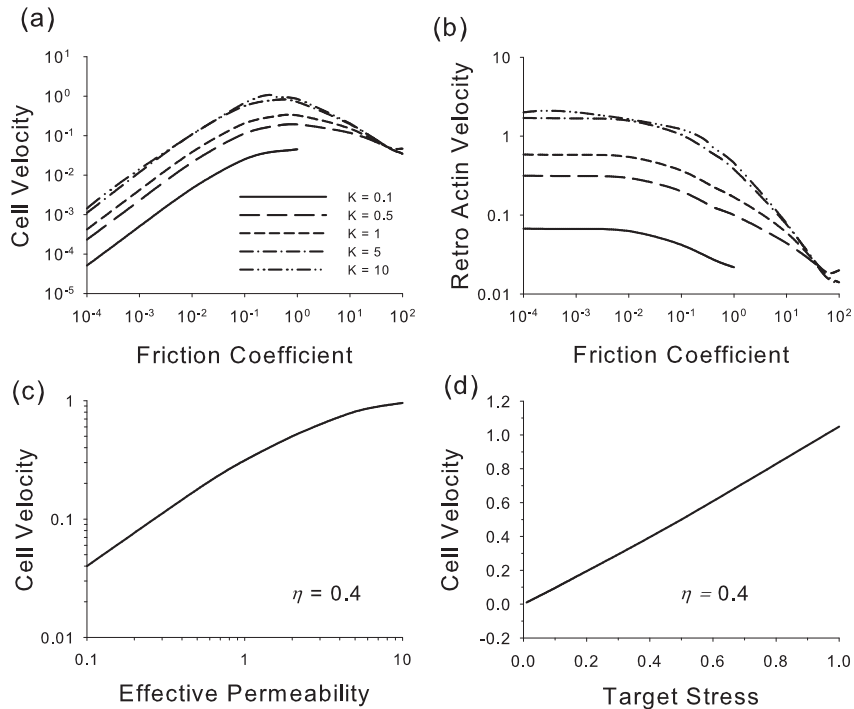 (a)
Cell Velocity
10^1
10^0
10^-1
10^-2
10^-3
10^-4
10^-5
K = 0.1
K = 0.5
K = 1
K = 5
K = 10
10^-4 10^-3 10^-2 10^-1 10^0 10^1 10^2
Friction Coefficient
(b)
Retro Actin Velocity
10
1
0.1
0.01
10^-4 10^-3 10^-2 10^-1 10^0 10^1 10^2
Friction Coefficient
(c)
Cell Velocity
1
0.1
0.01
η = 0.4
0.1 1 10
Effective Permeability
(d)
Cell Velocity
1.2
1.0
0.8
0.6
0.4
0.2
0.0
-0.2
η = 0.4
0.0 0.2 0.4 0.6 0.8 1.0
Target Stress